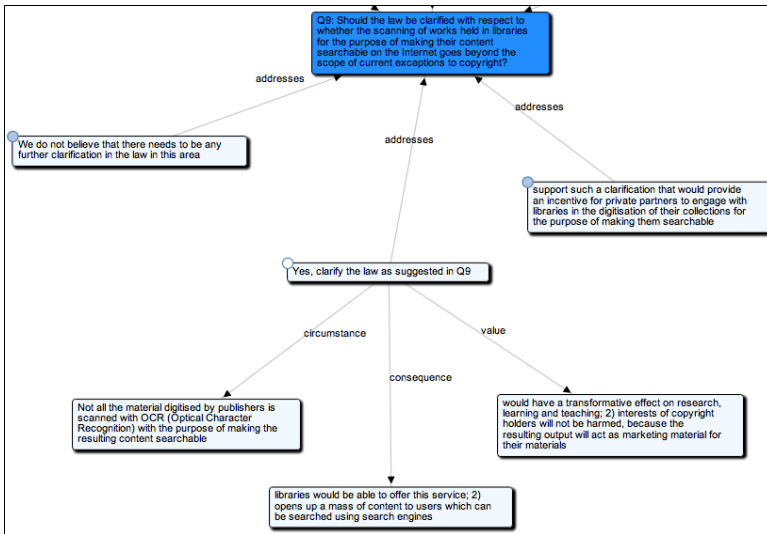 Q9: Should the law be clarified with respect to
whether the scanning of works held in libraries
for the purpose of making their content
searchable on the Internet goes beyond the
scope of current exceptions to copyright?
addresses
addresses
addresses
We do not believe that there needs to be any
further clarification in the law in this area
support such a clarification that would provide
an incentive for private partners to engage with
libraries in the digitisation of their collections for
the purpose of making them searchable
Yes, clarify the law as suggested in Q9
circumstance
value
consequence
Not all the material digitised by publishers is
scanned with OCR (Optical Character
Recognition) with the purpose of making the
resulting content searchable
would have a transformative effect on research,
learning and teaching; 2) interests of copyright
holders will not be harmed, because the
resulting output will act as marketing material for
their materials
libraries would be able to offer this service; 2)
opens up a mass of content to users which can
be searched using search engines